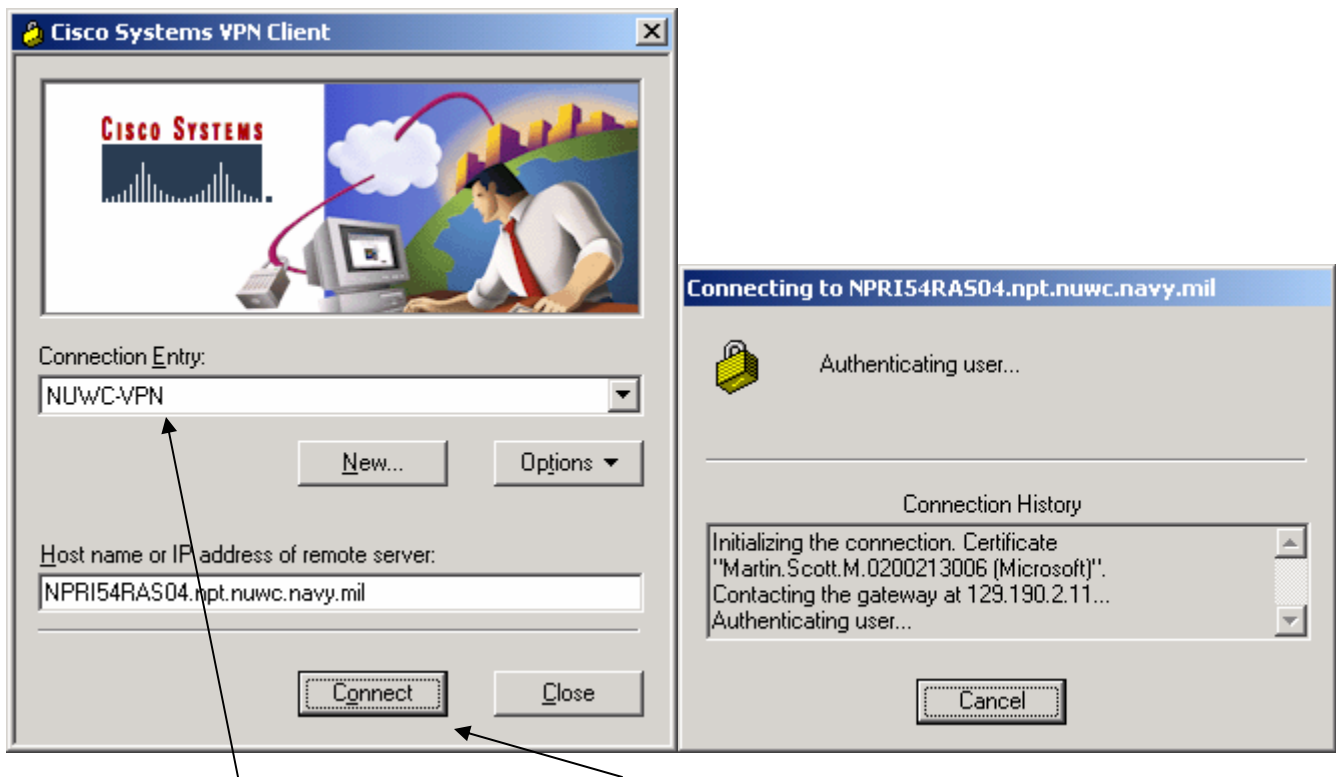 Cisco Systems VPN Client
CISCO SYSTEMS
Connection Entry:
NUWC-VPN
New...
Options
Host name or IP address of remote server:
NPRI54RAS04.npt.nuwc.navy.mil
Connect
Close
Connecting to NPRI54RAS04.npt.nuwc.navy.mil
Authenticating user...
Connection History
Initializing the connection. Certificate
"Martin.Scott.M.0200213006 (Microsoft)".
Contacting the gateway at 129.190.2.11...
Authenticating user...
Cancel